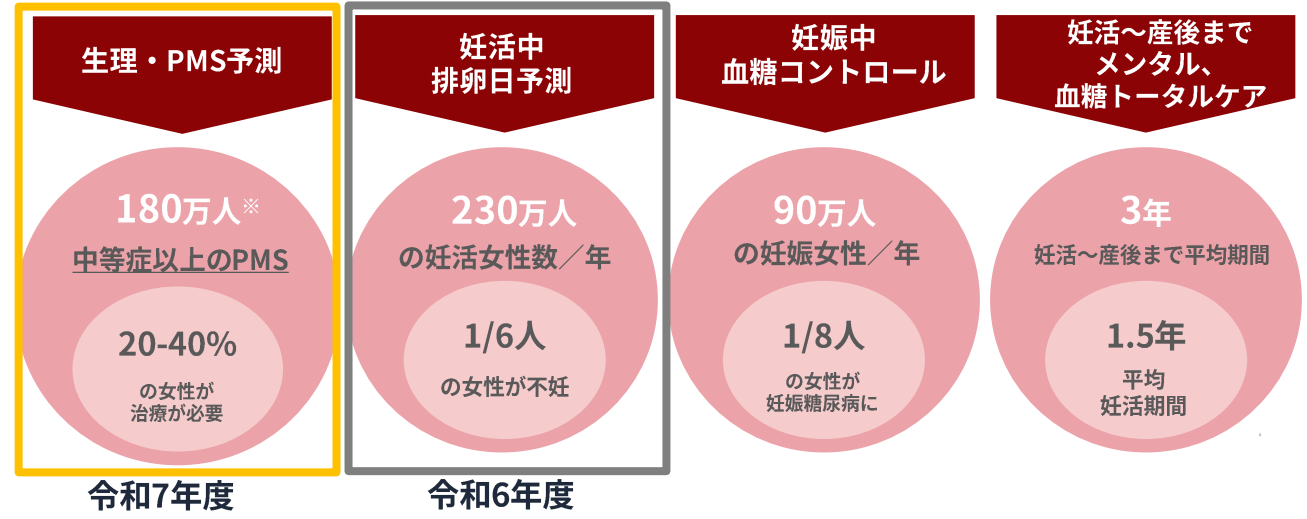 生理・PMS予測
180万人※
中等症以上のPMS
20-40%
の女性が
治療が必要
令和7年度
妊活中
排卵日予測
230万人
の妊活女性数／年
1/6人
の女性が不妊
令和6年度
妊娠中
血糖コントロール
90万人
の妊娠女性／年
1/8人
の女性が
妊娠糖尿病に
妊活～産後まで
メンタル、
血糖トータルケア
3年
妊活～産後まで平均期間
1.5年
平均
妊活期間